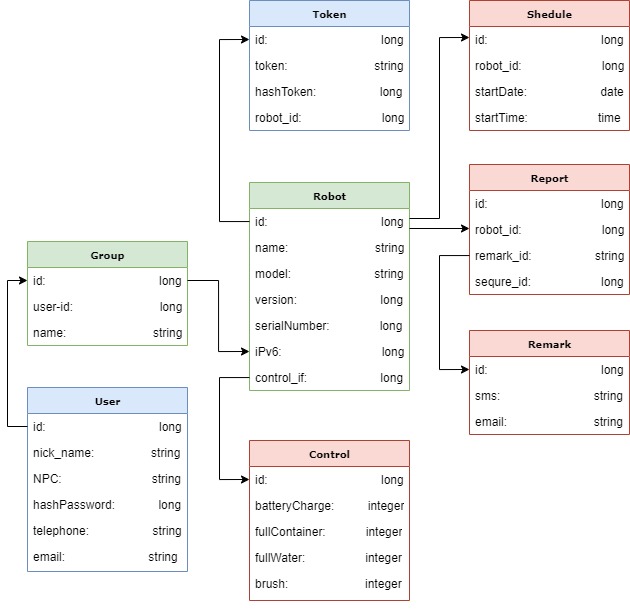 Token
id: long
token: string
hashToken: long
robot_id: long
Shedule
id: long
robot_id: long
startDate: date
startTime: time
Robot
id: long
name: string
model: string
version: long
serialNumber: long
iPv6: long
control_if: long
Report
id: long
robot_id: long
remark_id: string
sequre_id: long
Group
id: long
user-id: long
name: string
Remark
id: long
sms: string
email: string
User
id: long
nick_name: string
NPC: string
hashPassword: long
telephone: string
email: string
Control
id: long
batteryCharge: integer
fullContainer: integer
fullWater: integer
brush: integer